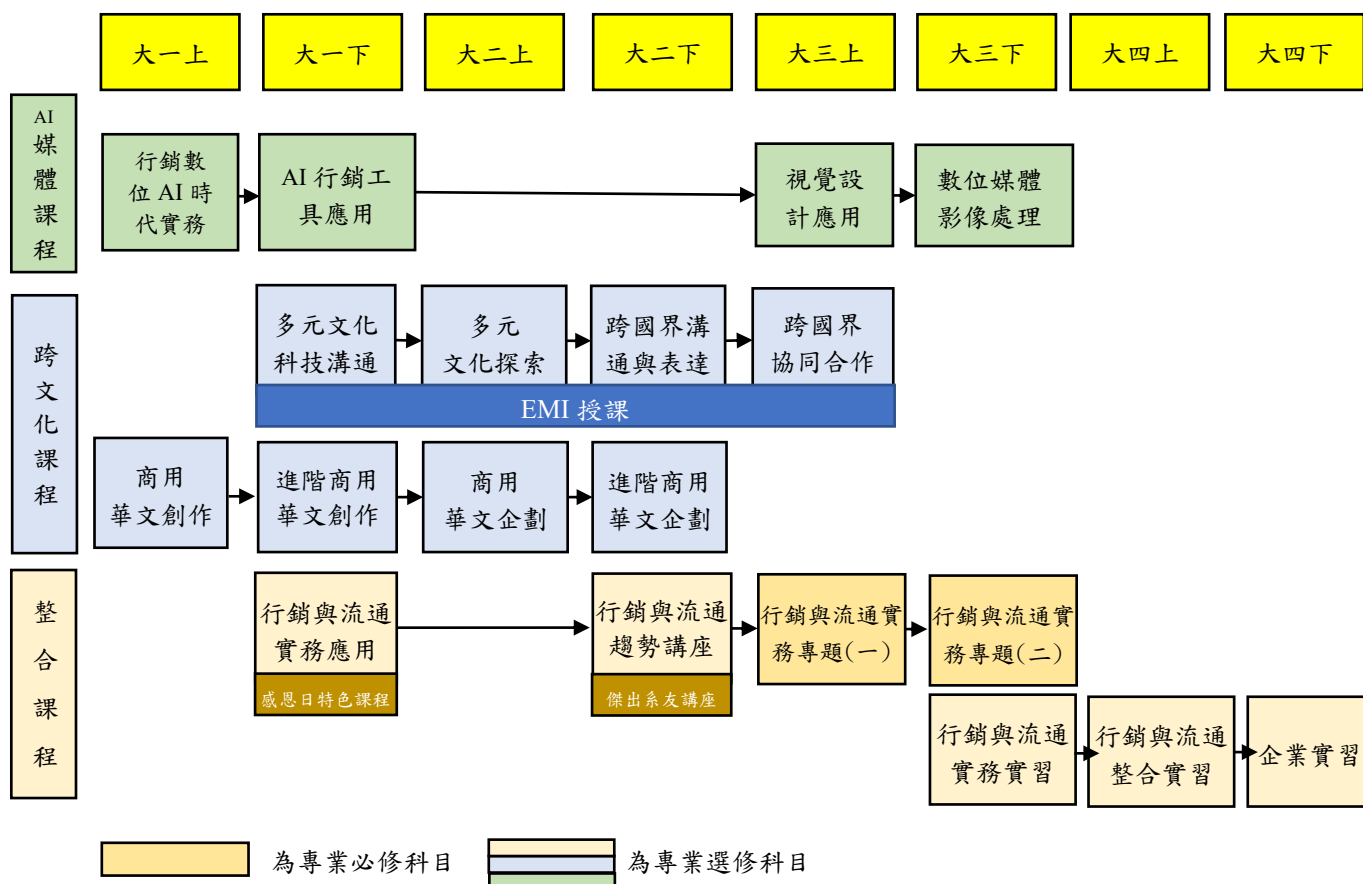 大一上
大一下
大二上
大二下
大三上
大三下
大四上
大四下
AI
媒
體
課
程
行銷數
位 AI 時
代實務
AI 行銷工
具應用
視覺設
計應用
數位媒體
影像處理
跨
文
化
課
程
多元文化
科技溝通
多元
文化探索
跨國界溝
通與表達
跨國界
協同合作
EMI 授課
商用
華文創作
進階商用
華文創作
商用
華文企劃
進階商用
華文企劃
整
合
課
程
行銷與流通
實務應用
感恩日特色課程
行銷與流通
趨勢講座
傑出系友講座
行銷與流通實
務專題(一)
行銷與流通實
務專題(二)
行銷與流通
實務實習
行銷與流通
整合實習
企業實習
為專業必修科目
為專業選修科目